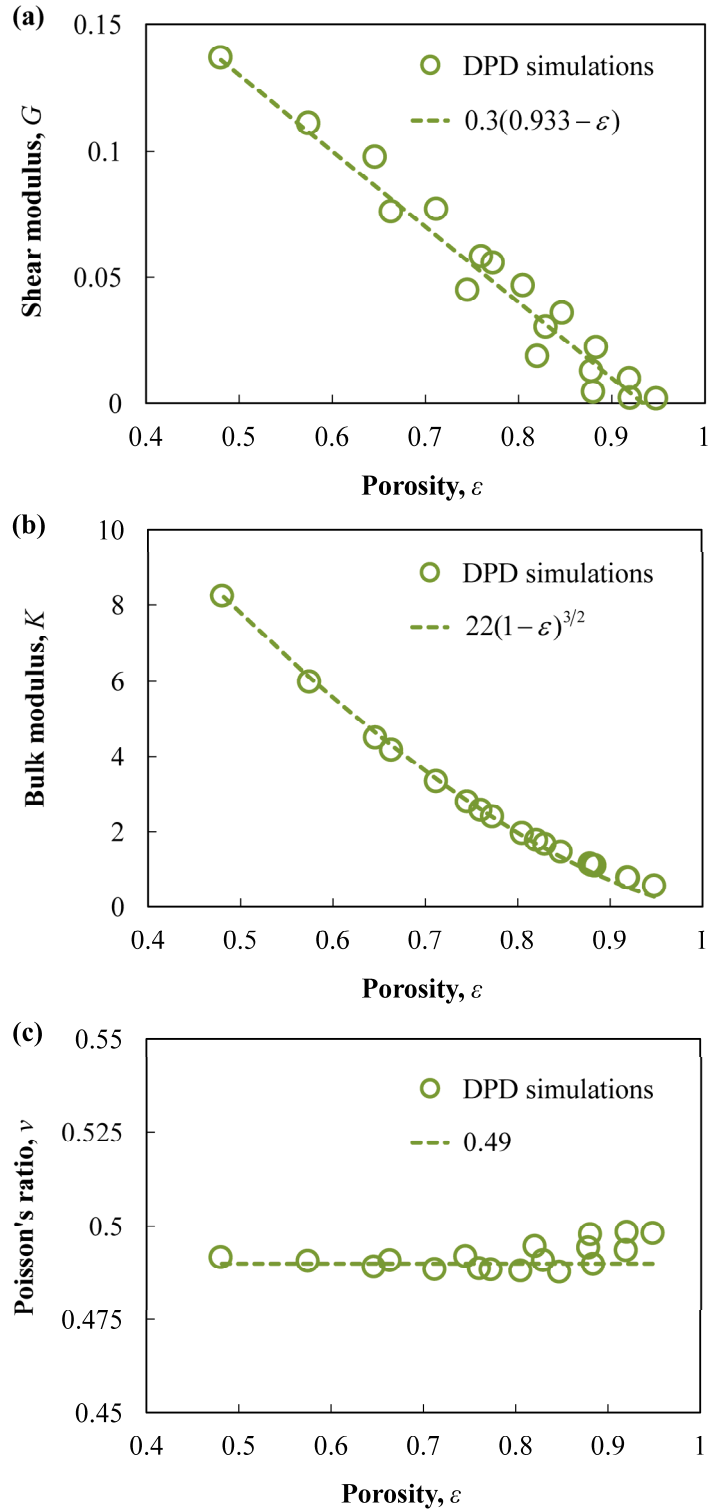 (a)
0.15
0.1
0.05
0
Shear modulus, G
DPD simulations
0.3(0.933 − ε)
0.4 0.5 0.6 0.7 0.8 0.9 1
Porosity, ε
(b)
10
8
6
4
2
0
Bulk modulus, K
DPD simulations
22(1 − ε)^{3/2}
0.4 0.5 0.6 0.7 0.8 0.9 1
Porosity, ε
(c)
0.55
0.525
0.5
0.475
0.45
Poisson's ratio, ν
DPD simulations
0.49
0.4 0.5 0.6 0.7 0.8 0.9 1
Porosity, ε